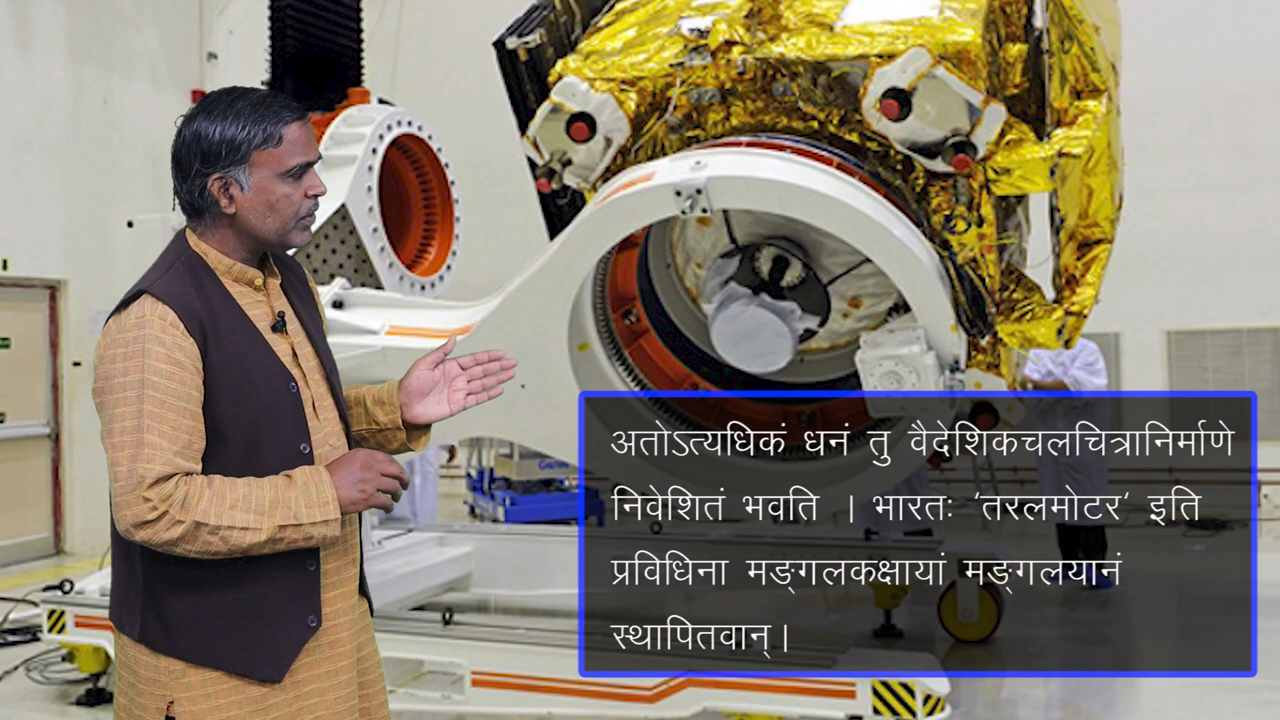 अतोऽत्यधिकं धनं तु वैदेशिकचलचित्रानिर्माणे
निवेशितं भवति । भारतः ‘तरलमोटर‘ इति
प्रविधिना मङ्गलकक्षायां मङ्गलयानं
स्थापितवान् ।